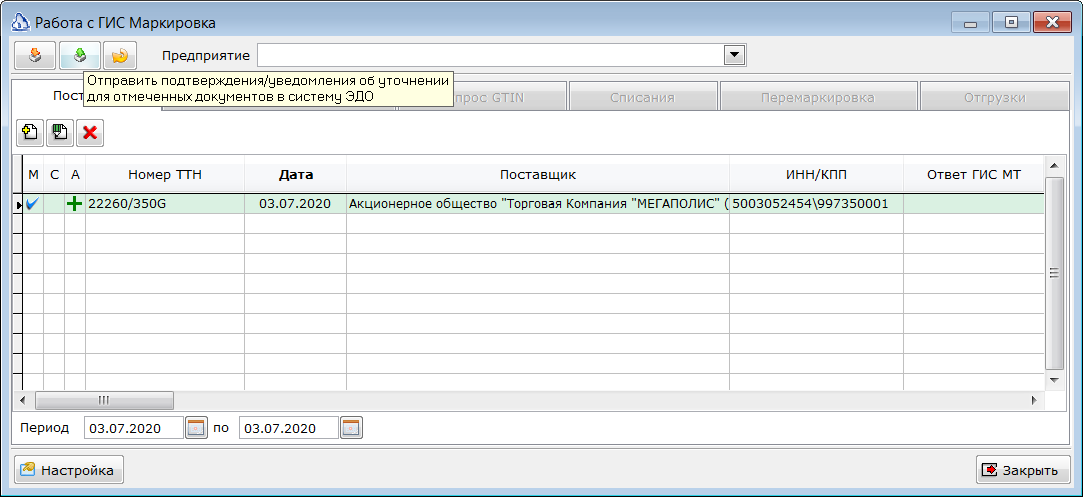 Работа с ГИС Маркировка
Предприятие
Отправить подтверждения/уведомления об уточнении
для отмеченных документов в систему ЭДО
GTIN
Списания
Перемаркировка
Отгрузки
М С А Номер ТТН Дата Поставщик ИНН/КПП Ответ ГИС МТ
22260/350G 03.07.2020 Акционерное общество "Торговая Компания "МЕГАПОЛИС" ( 5003052454\997350001
Период 03.07.2020 по 03.07.2020
Настройка
Закрыть